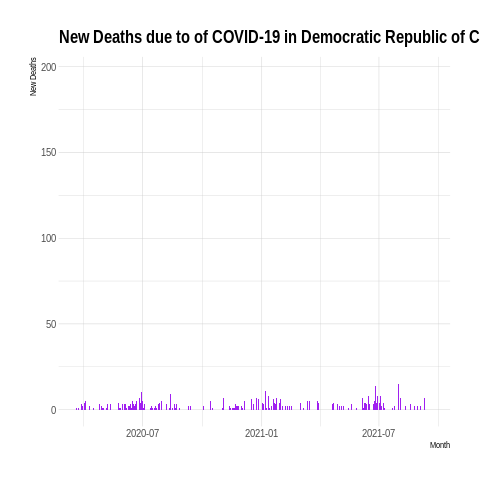 New Deaths due to of COVID-19 in Democratic Republic of C
New Deaths
200
150
100
50
0
2020-07
2021-01
2021-07
Month